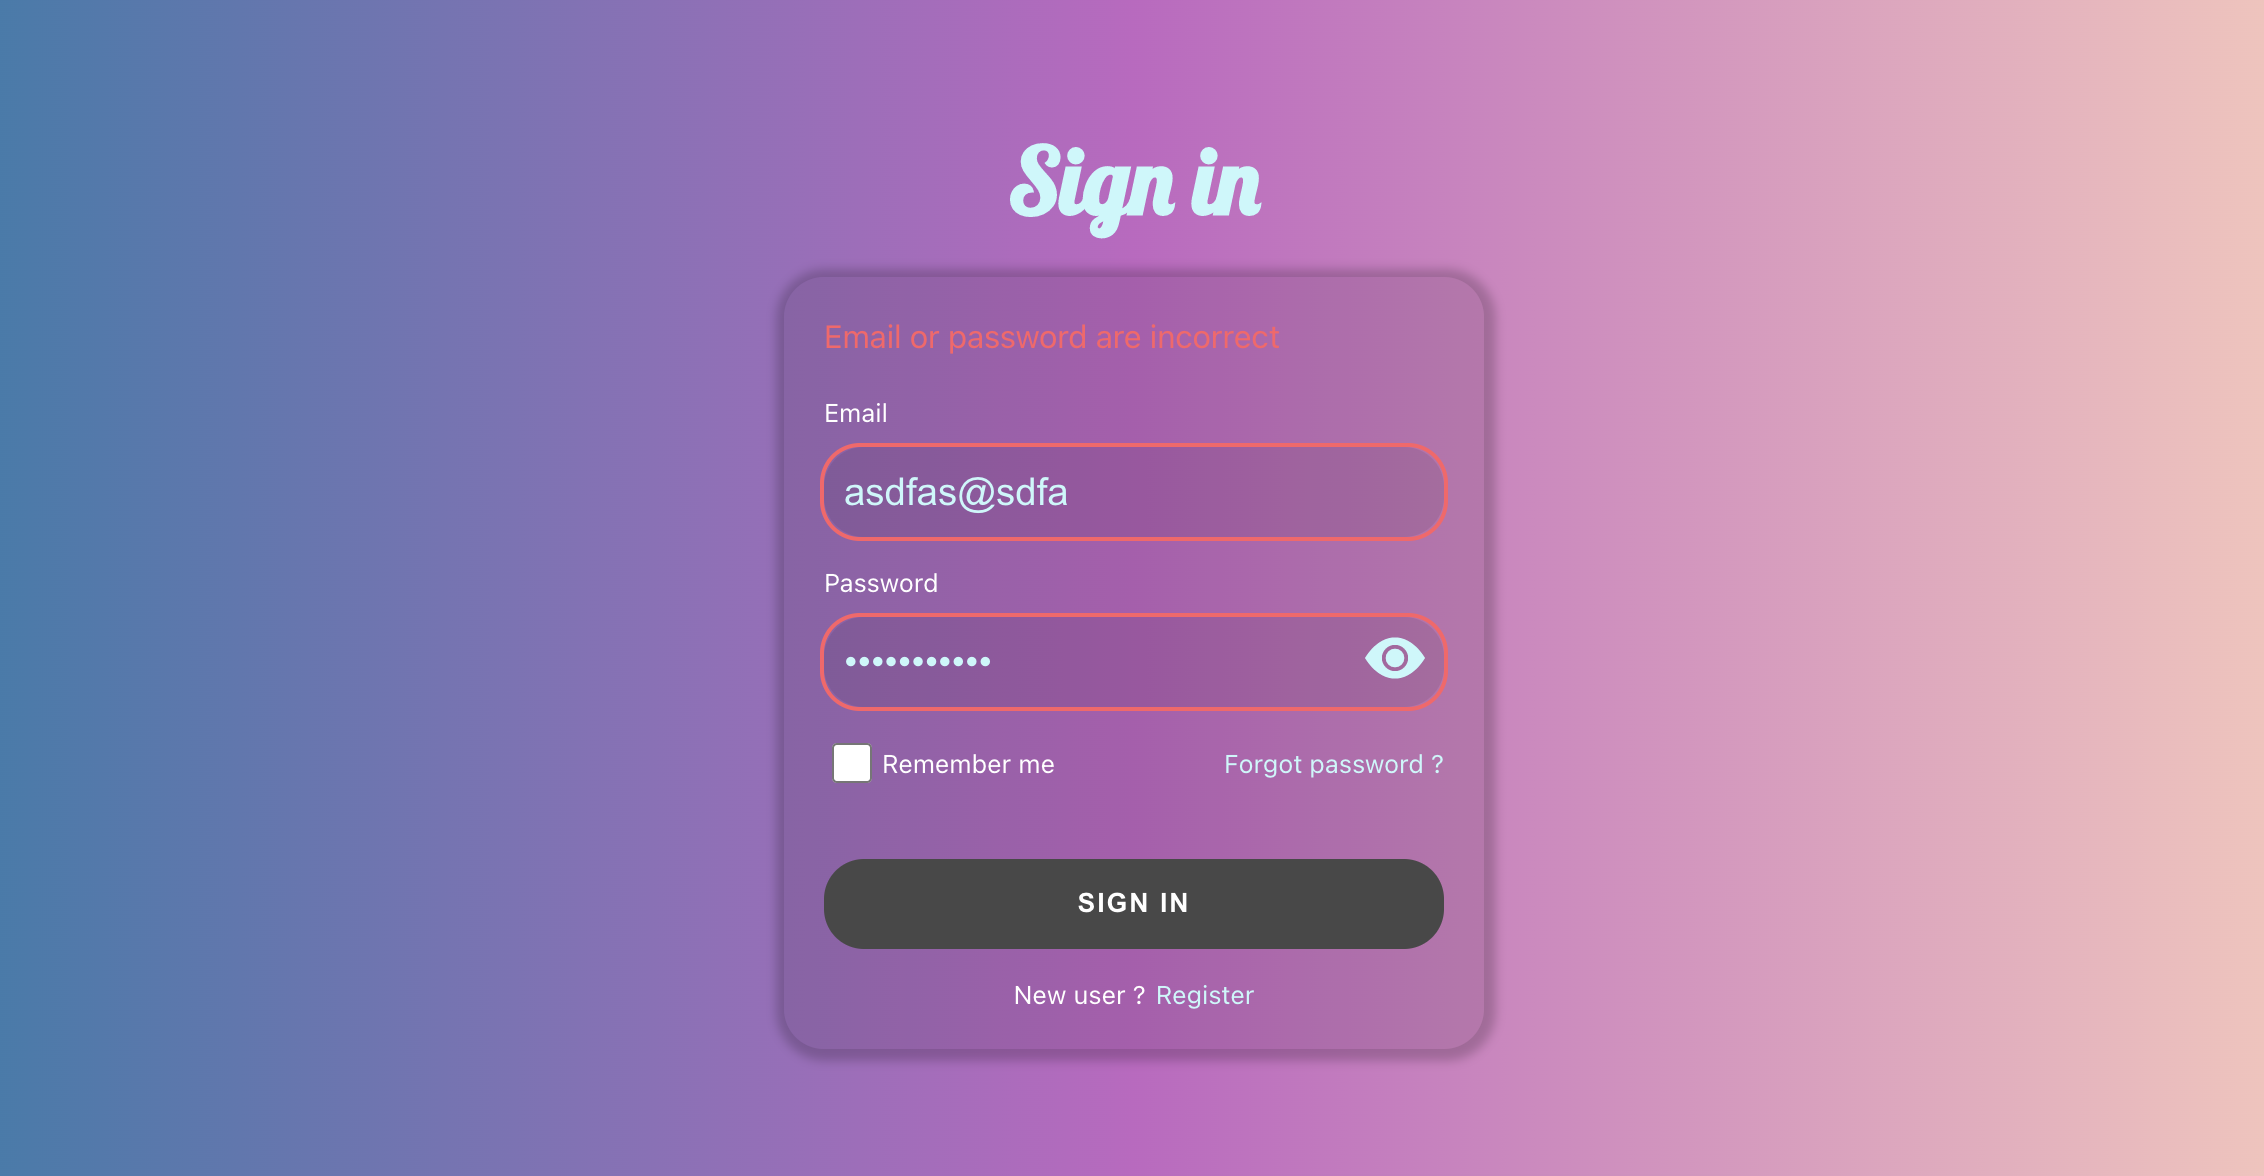 Sign in
Email or password are incorrect
Email
asdfas@sdfa
Password
•••••••••••
Remember me
Forgot password ?
SIGN IN
New user ? Register